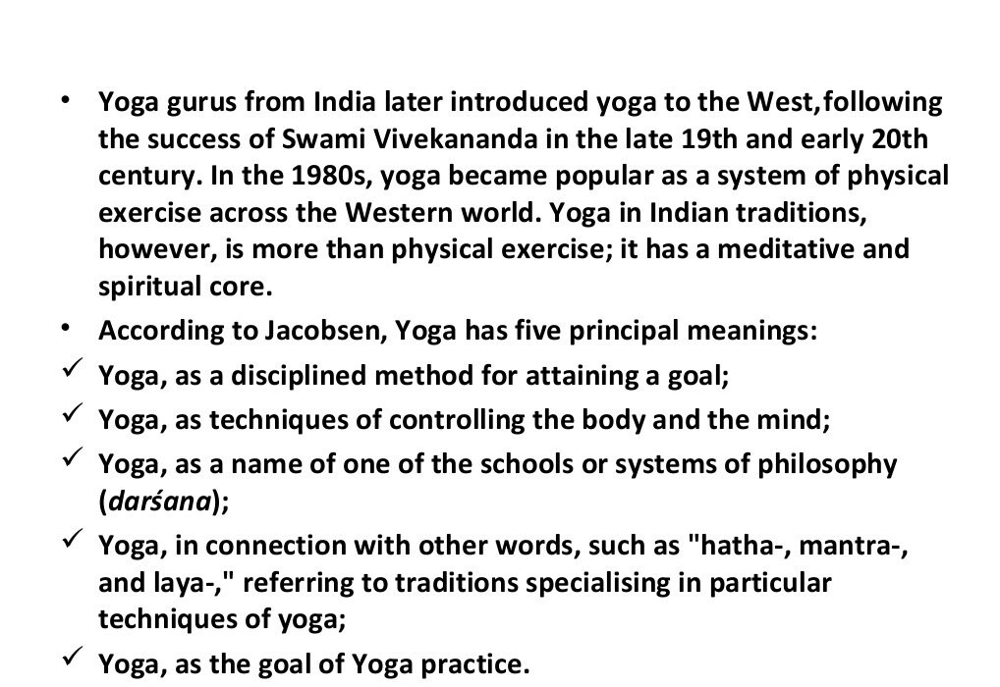 • Yoga gurus from India later introduced yoga to the West,following
the success of Swami Vivekananda in the late 19th and early 20th
century. In the 1980s, yoga became popular as a system of physical
exercise across the Western world. Yoga in Indian traditions,
however, is more than physical exercise; it has a meditative and
spiritual core.
• According to Jacobsen, Yoga has five principal meanings:
✓ Yoga, as a disciplined method for attaining a goal;
✓ Yoga, as techniques of controlling the body and the mind;
✓ Yoga, as a name of one of the schools or systems of philosophy
(darśana);
✓ Yoga, in connection with other words, such as "hatha-, mantra-,
and laya-," referring to traditions specialising in particular
techniques of yoga;
✓ Yoga, as the goal of Yoga practice.